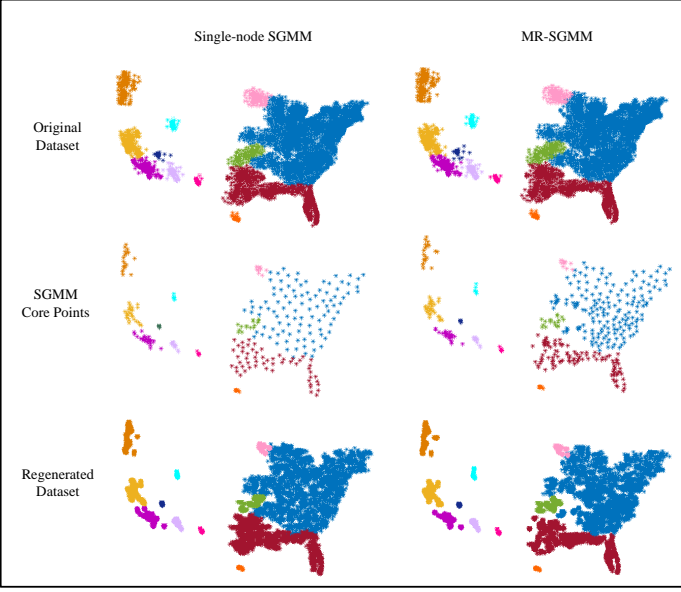 Single-node SGMM
MR-SGMM
Original
Dataset
SGMM
Core Points
Regenerated
Dataset